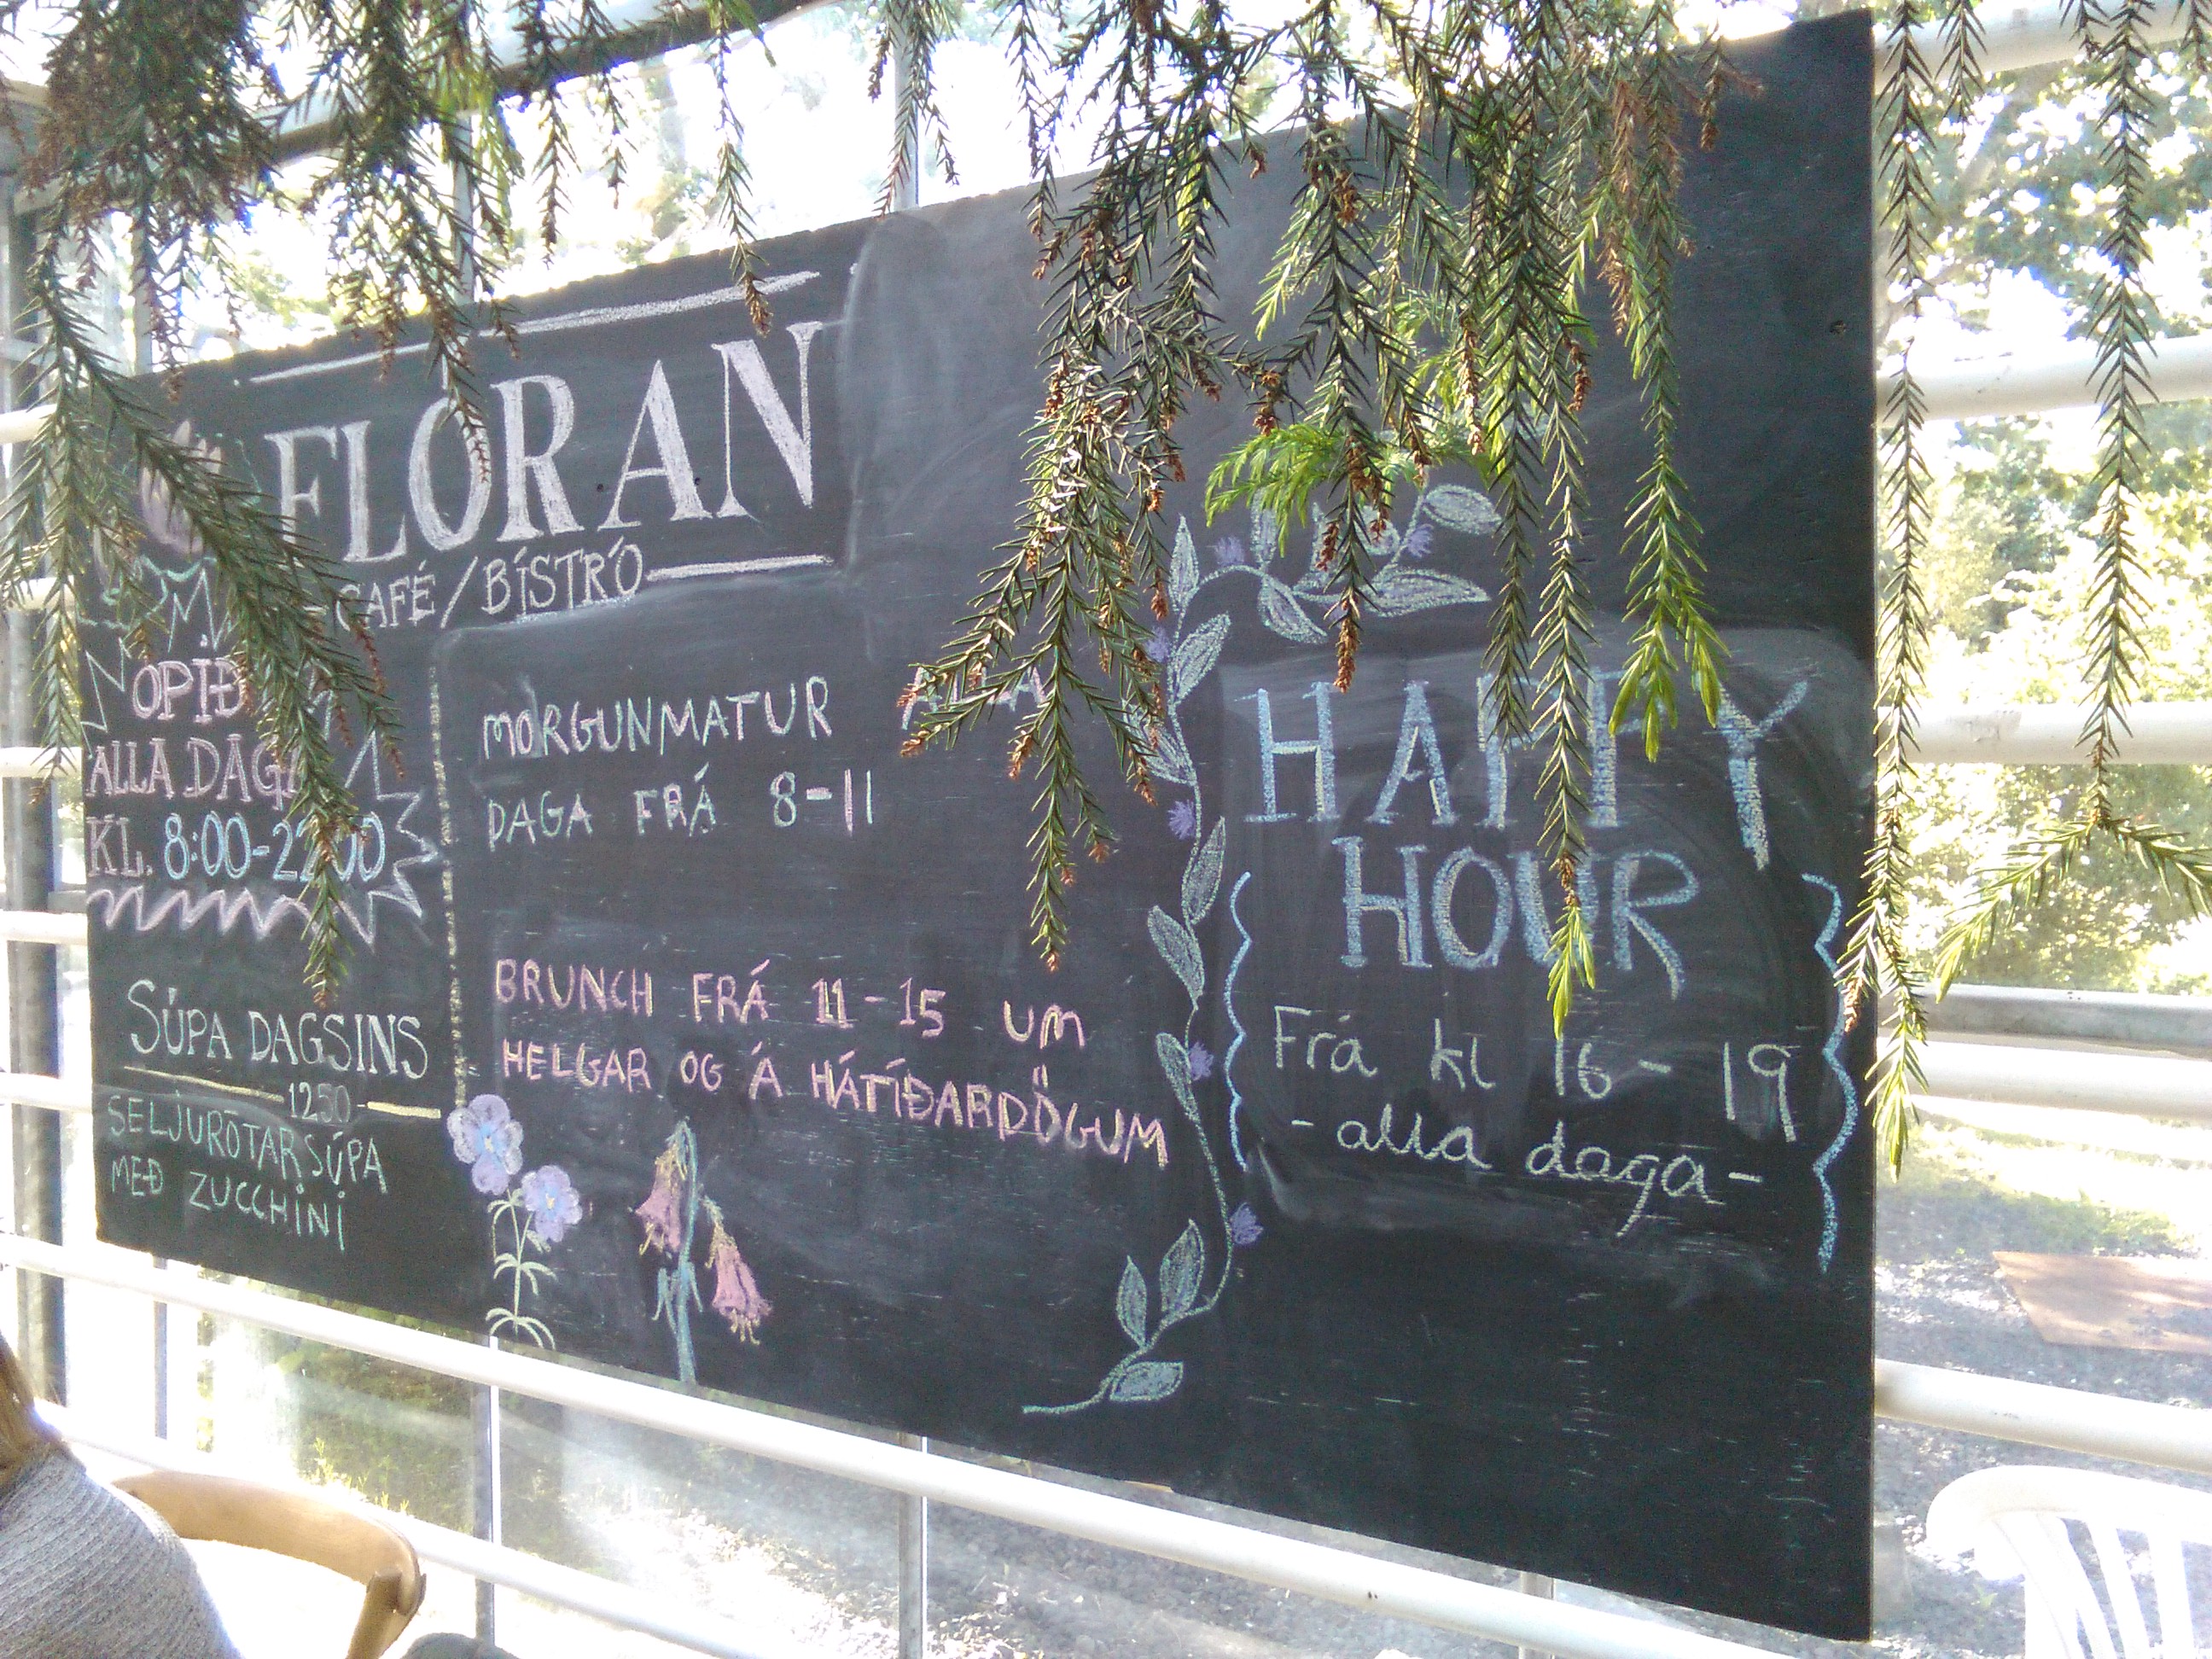 FLÓRAN
CAFÉ/BÍSTRÓ
OPIÐ
ALLA DAGA
KL. 8:00-22:00
SÚPA DAGSINS
1250
SELJURÓTARSÚPA
MEÐ ZUCCHINI
MORGUNMATUR ALLA
DAGA FRÁ 8-11
BRUNCH FRÁ 11-15 UM
HELGAR OG Á HÁTÍÐARDÖGUM
HAPPY
HOUR
Frá kl 16-19
-alla daga-